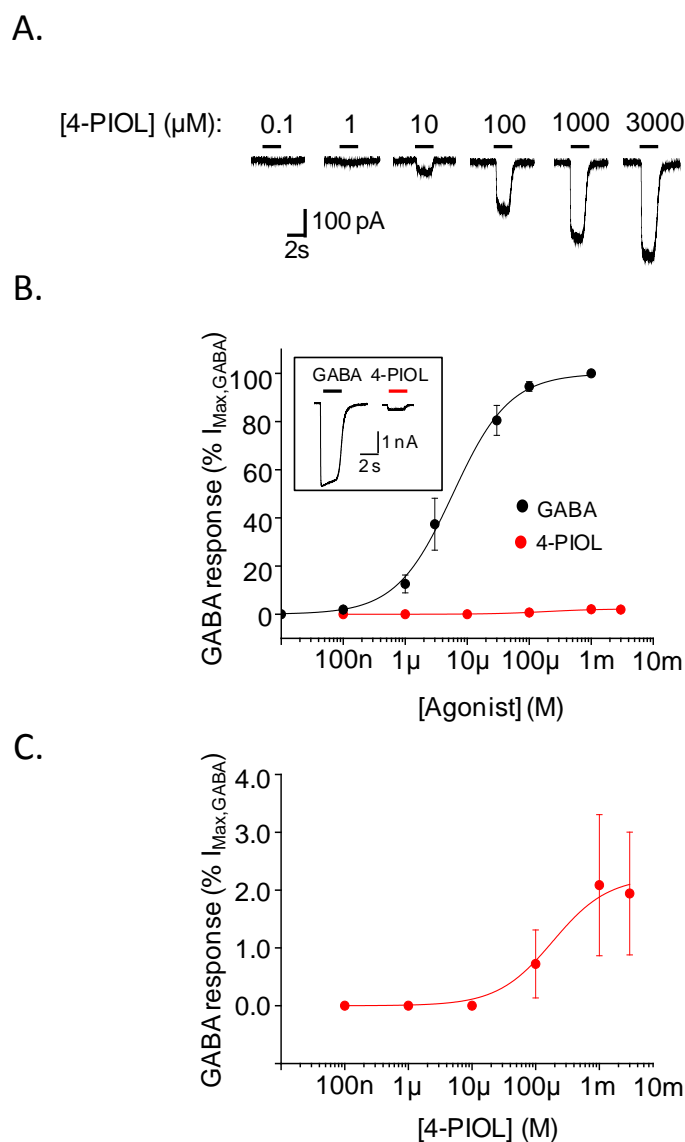 A.
[4-PIOL] (µM): 0.1 1 10 100 1000 3000
100 pA
2s
B.
GABA response (% I_Max,GABA)
100
80
60
40
20
0
GABA 4-PIOL
1 nA
2 s
GABA
4-PIOL
100n 1µ 10µ 100µ 1m 10m
[Agonist] (M)
C.
GABA response (% I_Max,GABA)
4.0
3.0
2.0
1.0
0.0
100n 1µ 10µ 100µ 1m 10m
[4-PIOL] (M)